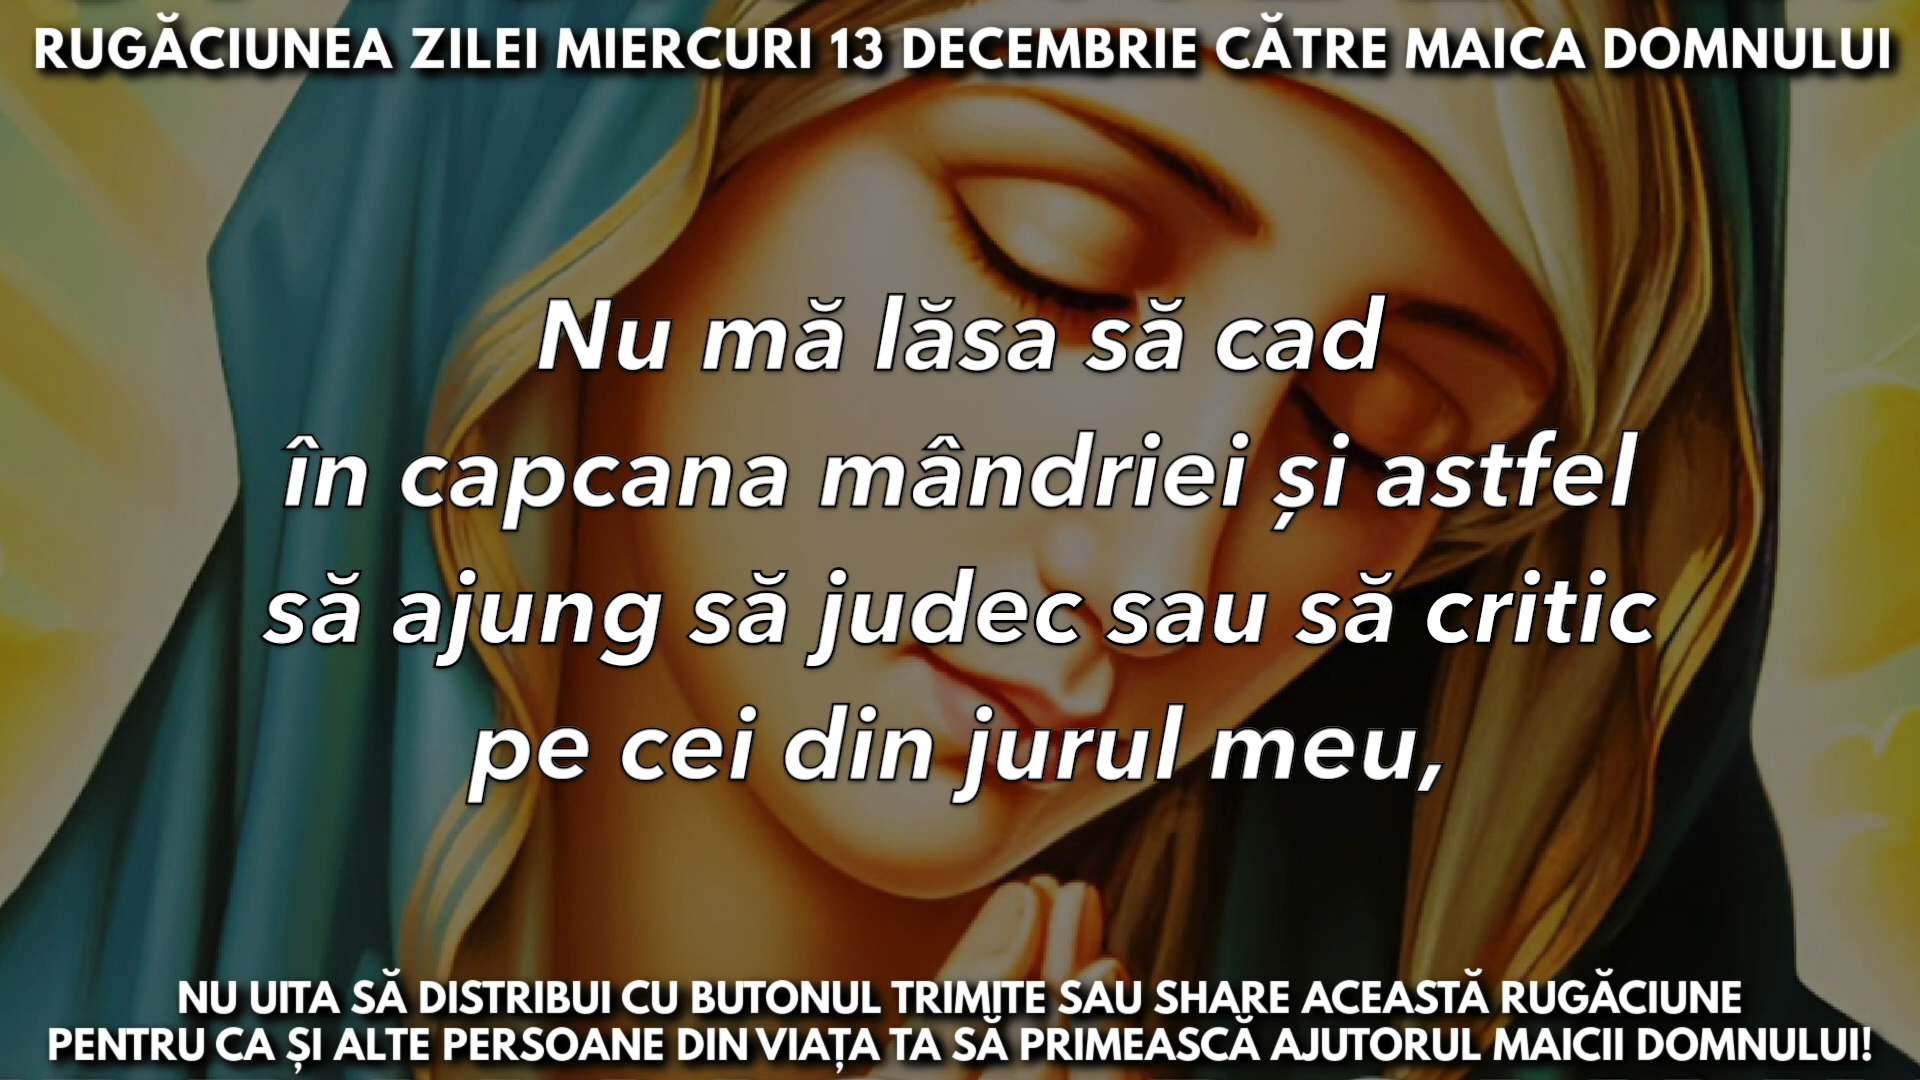 RUGĂCIUNEA ZILEI MIERCURI 13 DECEMBRIE CĂTRE MAICA DOMNULUI
Nu mă lăsa să cad
în capcana mândriei și astfel
să ajung să judec sau să critic
pe cei din jurul meu,
NU UITA SĂ DISTRIBUI CU BUTONUL TRIMITE SAU SHARE ACEASTĂ RUGĂCIUNE
PENTRU CA ȘI ALTE PERSOANE DIN VIAȚA TA SĂ PRIMEASCĂ AJUTORUL MAICII DOMNULUI!